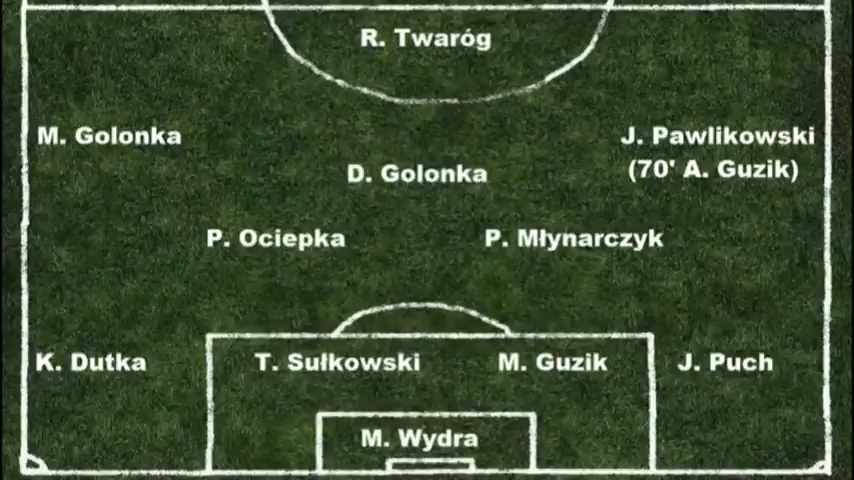 R. Twaróg
M. Golonka
J. Pawlikowski
(70' A. Guzik)
D. Golonka
P. Ociepka
P. Młynarczyk
K. Dutka
T. Sułkowski
M. Guzik
J. Puch
M. Wydra